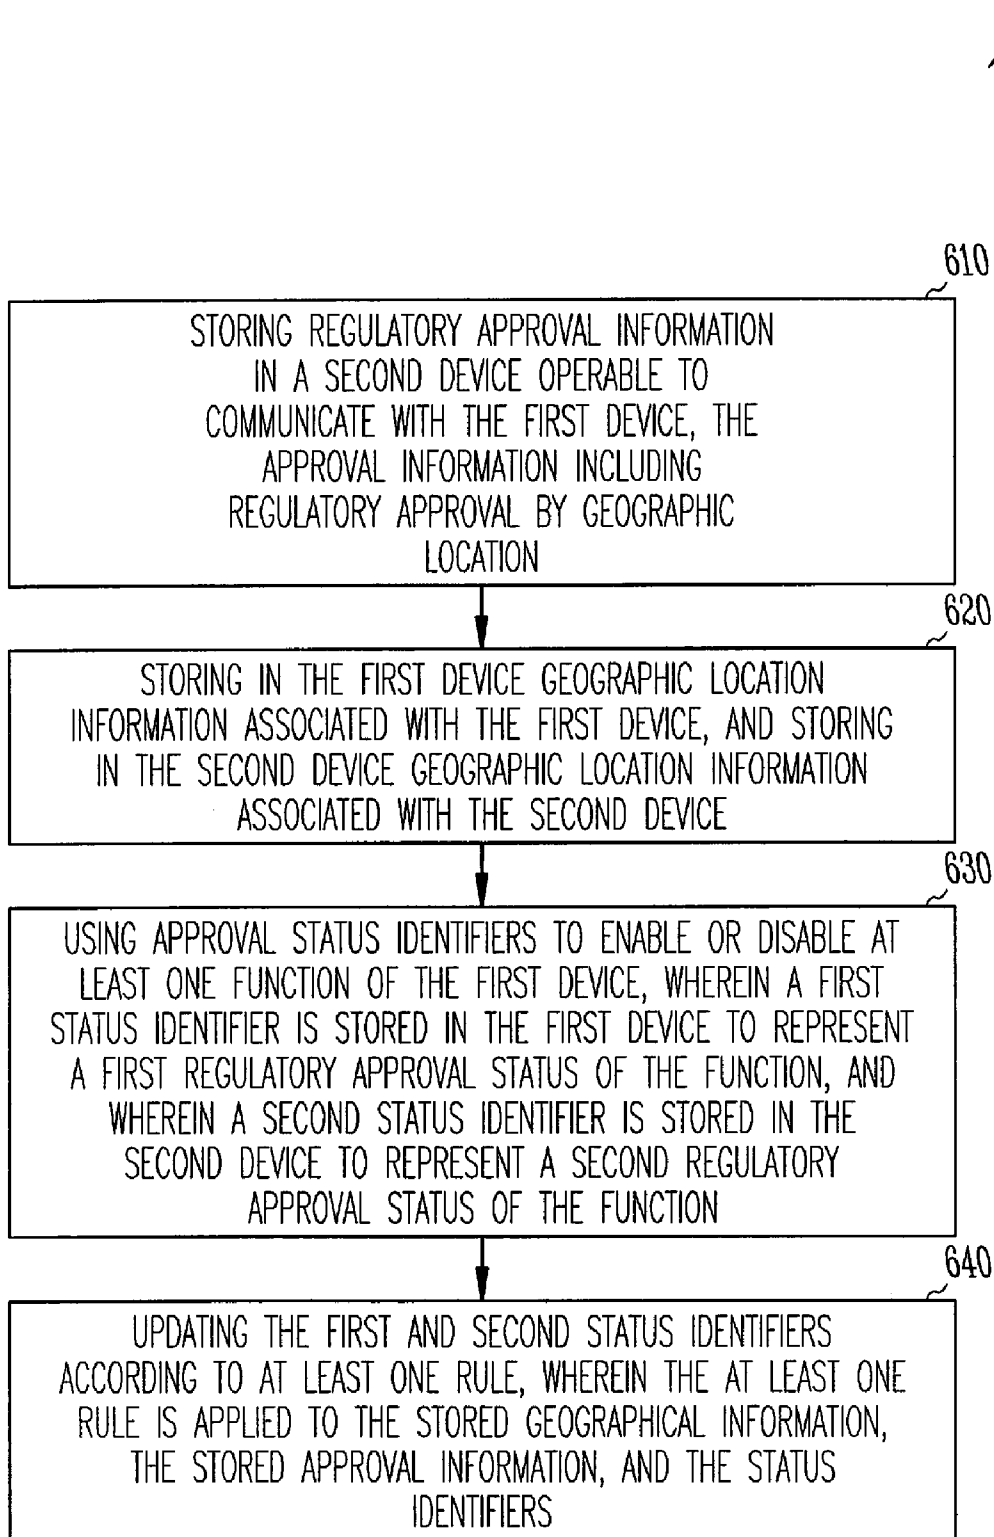 610
STORING REGULATORY APPROVAL INFORMATION
IN A SECOND DEVICE OPERABLE TO
COMMUNICATE WITH THE FIRST DEVICE, THE
APPROVAL INFORMATION INCLUDING
REGULATORY APPROVAL BY GEOGRAPHIC
LOCATION
620
STORING IN THE FIRST DEVICE GEOGRAPHIC LOCATION
INFORMATION ASSOCIATED WITH THE FIRST DEVICE, AND STORING
IN THE SECOND DEVICE GEOGRAPHIC LOCATION INFORMATION
ASSOCIATED WITH THE SECOND DEVICE
630
USING APPROVAL STATUS IDENTIFIERS TO ENABLE OR DISABLE AT
LEAST ONE FUNCTION OF THE FIRST DEVICE, WHEREIN A FIRST
STATUS IDENTIFIER IS STORED IN THE FIRST DEVICE TO REPRESENT
A FIRST REGULATORY APPROVAL STATUS OF THE FUNCTION, AND
WHEREIN A SECOND STATUS IDENTIFIER IS STORED IN THE
SECOND DEVICE TO REPRESENT A SECOND REGULATORY
APPROVAL STATUS OF THE FUNCTION
640
UPDATING THE FIRST AND SECOND STATUS IDENTIFIERS
ACCORDING TO AT LEAST ONE RULE, WHEREIN THE AT LEAST ONE
RULE IS APPLIED TO THE STORED GEOGRAPHICAL INFORMATION,
THE STORED APPROVAL INFORMATION, AND THE STATUS
IDENTIFIERS